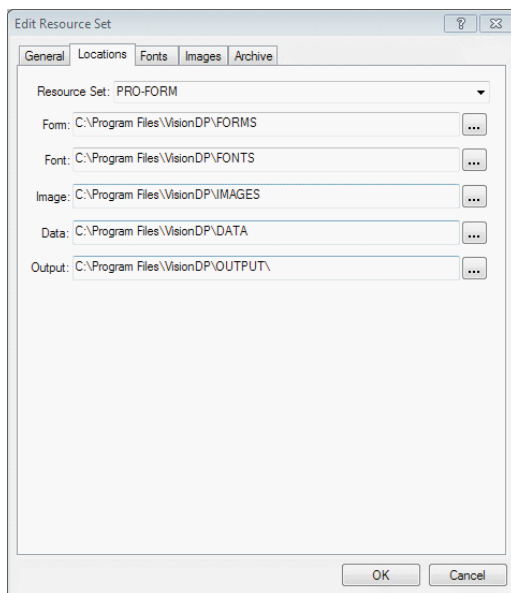 Edit Resource Set
General Locations Fonts Images Archive
Resource Set: PRO-FORM
Form: C:\Program Files\VisionDP\FORMS
...
Font: C:\Program Files\VisionDP\FONTS
...
Image: C:\Program Files\VisionDP\IMAGES
...
Data: C:\Program Files\VisionDP\DATA
...
Output: C:\Program Files\VisionDP\OUTPUT\
...
OK Cancel